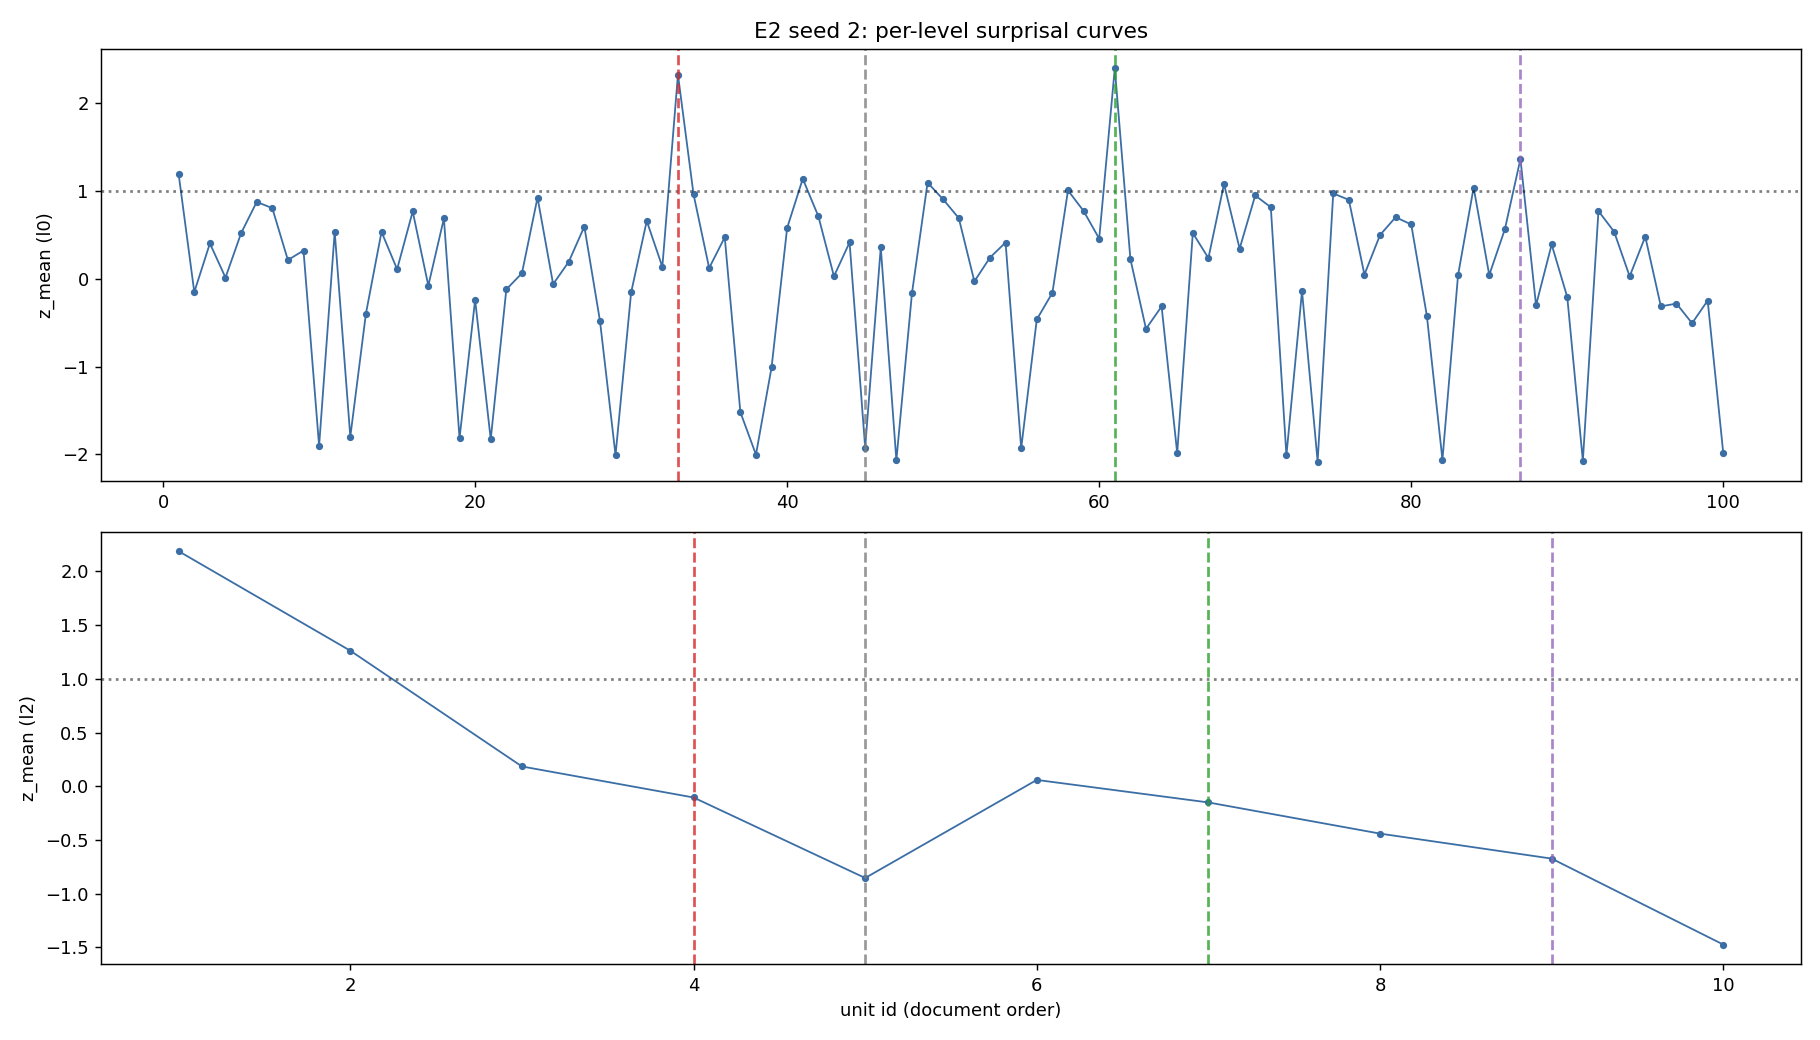 E2 seed 2: per-level surprisal curves
z_mean (l0)
2
1
0
−1
−2
0 20 40 60 80 100
z_mean (l2)
2.0
1.5
1.0
0.5
0.0
−0.5
−1.0
−1.5
2 4 6 8 10
unit id (document order)